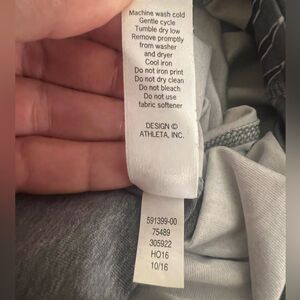 Machine wash cold
Gentle cycle
Tumble dry low
Remove promptly
from washer
and dryer
Cool iron
Do not iron print
Do not dry clean
Do not bleach
Do not use
fabric softener
DESIGN ©
ATHLETA, INC.
591399-00
75489
305922
HO16
10/16